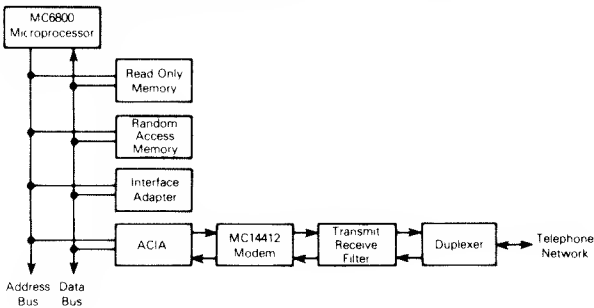 MC6800
Microprocessor
Read Only
Memory
Random
Access
Memory
Interface
Adapter
ACIA
MC14412
Modem
Transmit
Receive
Filter
Duplexer
Telephone
Network
Address
Bus
Data
Bus